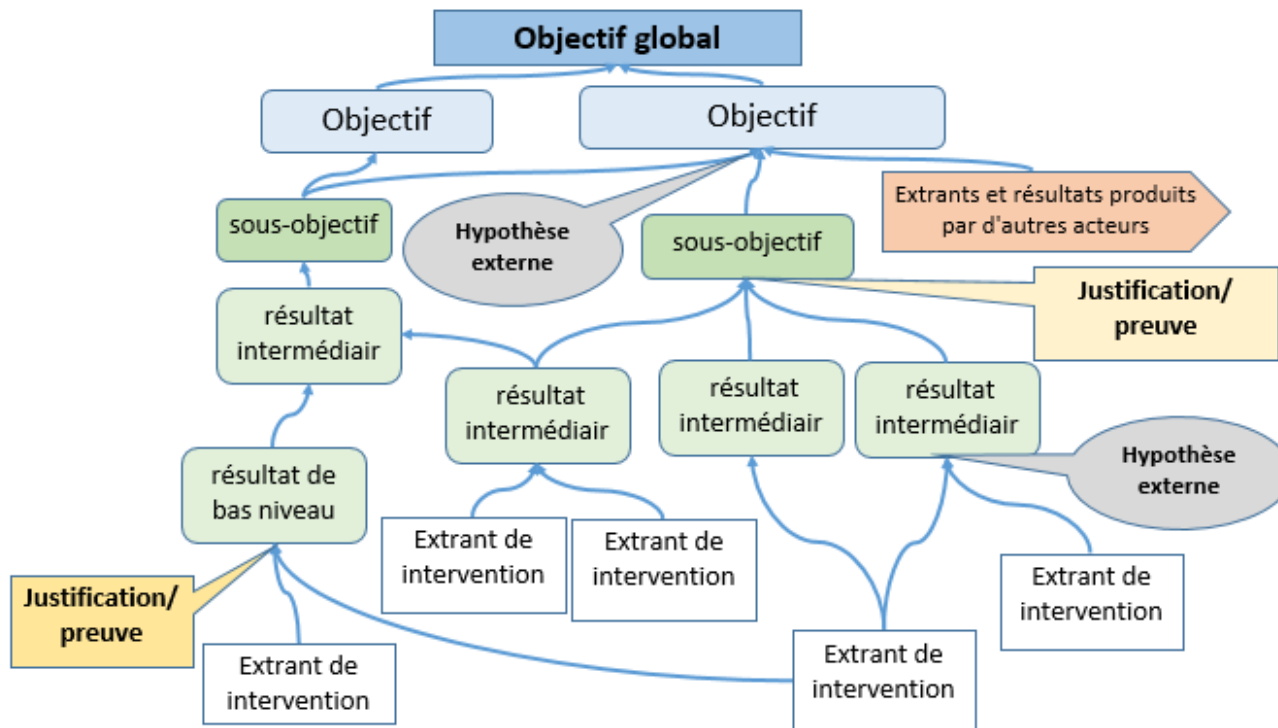 Objectif global
Objectif
Objectif
sous-objectif
Hypothèse
externe
sous-objectif
Extrants et résultats produits
par d'autres acteurs
Justification/
preuve
résultat
intermédiair
résultat
intermédiair
résultat
intermédiair
résultat
intermédiair
Hypothèse
externe
résultat de
bas niveau
Extrant de
intervention
Extrant de
intervention
Extrant de
intervention
Justification/
preuve
Extrant de
intervention
Extrant de
intervention